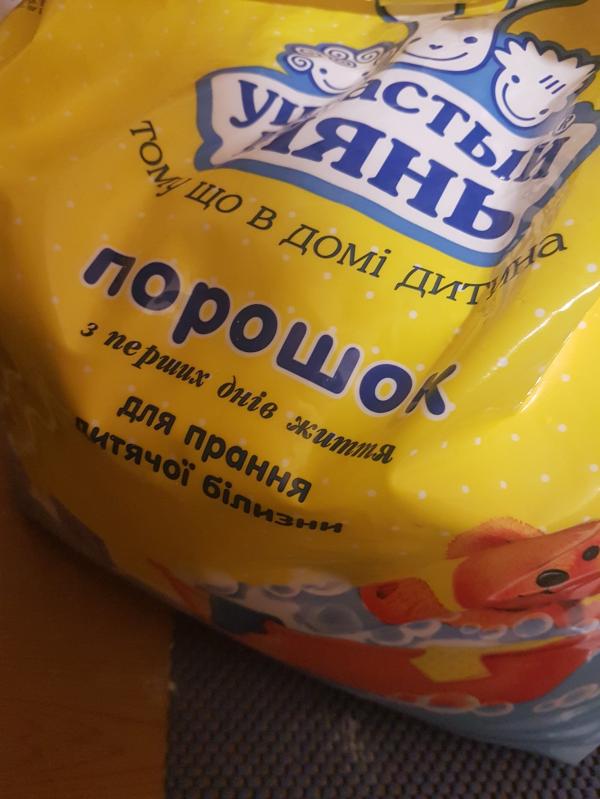 ушастый®
нянь
тому що в домі дитина
порошок
з перших днів життя
для прання
дитячої білизни